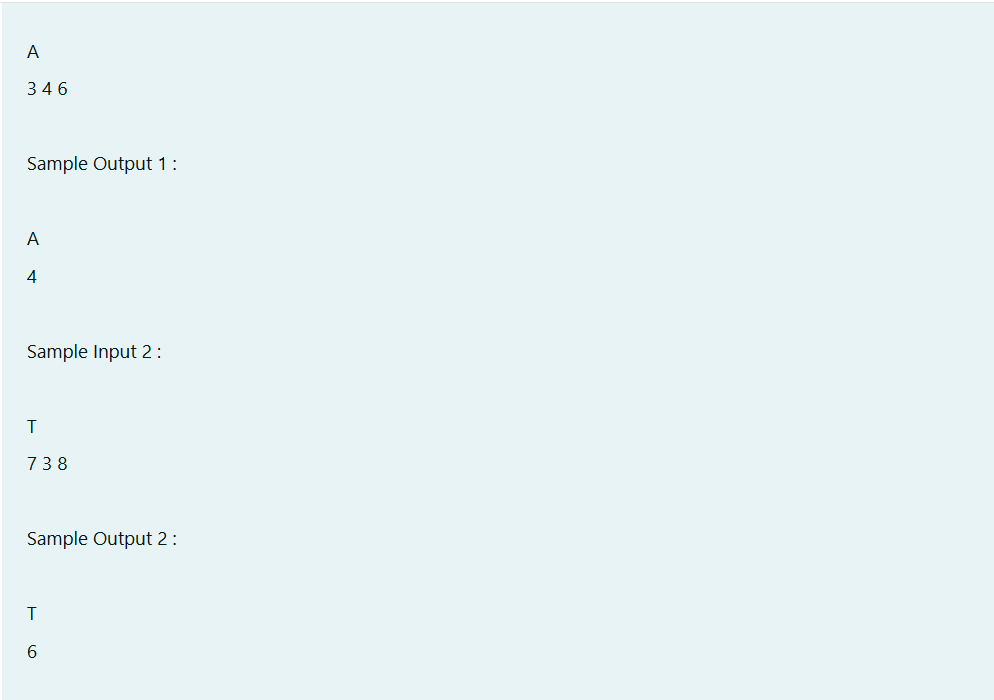 A
3 4 6
Sample Output 1 :
A
4
Sample Input 2 :
T
7 3 8
Sample Output 2 :
T
6